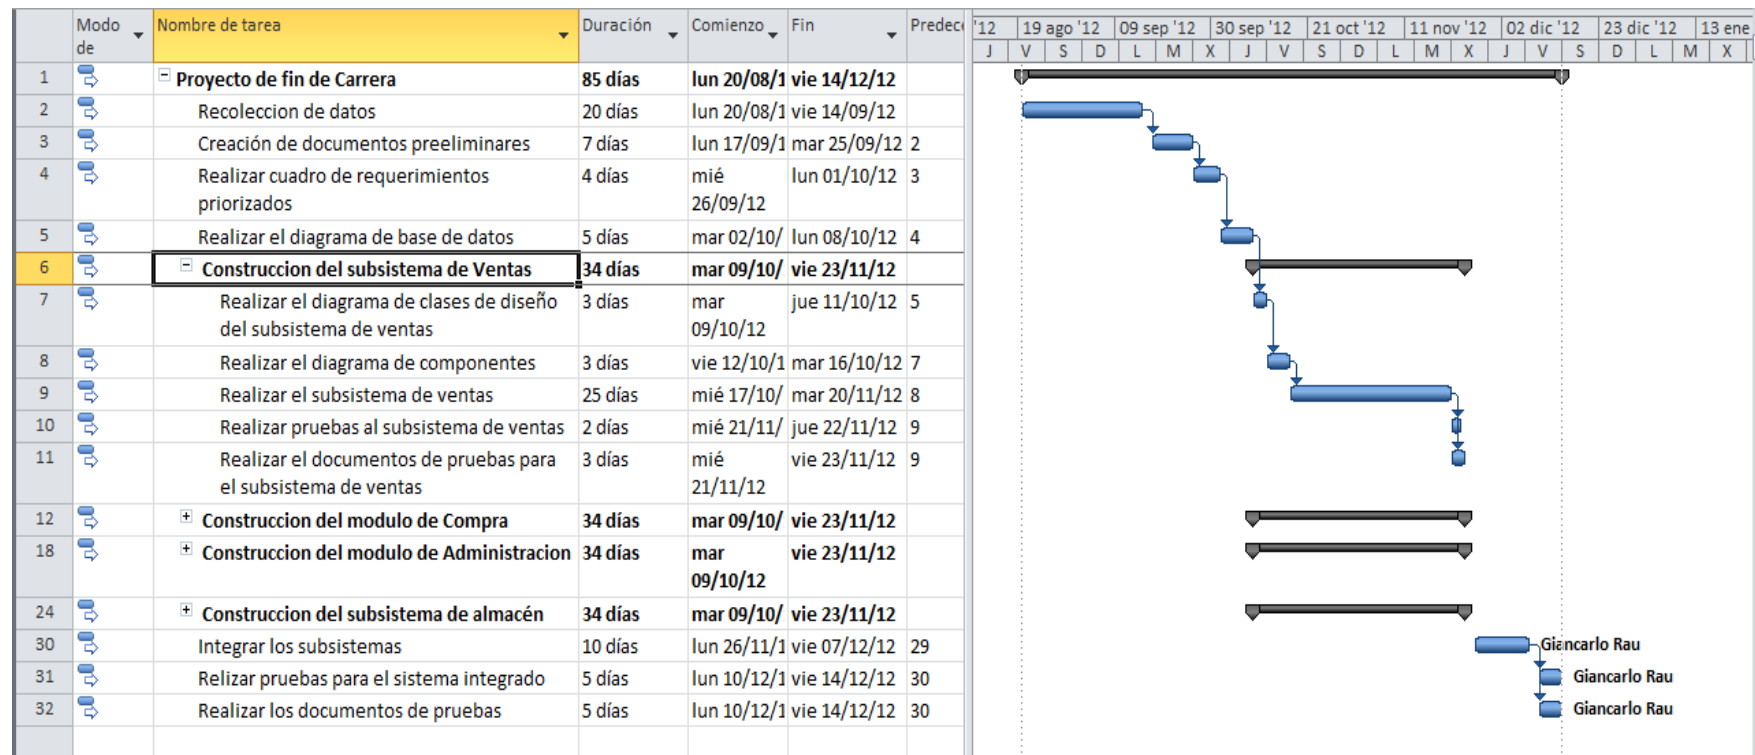 Modo de Nombre de tarea Duración Comienzo Fin Predece
'12 19 ago '12 09 sep '12 30 sep '12 21 oct '12 11 nov '12 02 dic '12 23 dic '12 13 ene
J V S D L M X J V S D L M X J V S D L M X
1 Proyecto de fin de Carrera 85 días lun 20/08/1 vie 14/12/12
2 Recoleccion de datos 20 días lun 20/08/1 vie 14/09/12
3 Creación de documentos preeliminares 7 días lun 17/09/1 mar 25/09/12 2
4 Realizar cuadro de requerimientos priorizados 4 días mié 26/09/12 lun 01/10/12 3
5 Realizar el diagrama de base de datos 5 días mar 02/10/ lun 08/10/12 4
6 Construccion del subsistema de Ventas 34 días mar 09/10/ vie 23/11/12
7 Realizar el diagrama de clases de diseño del subsistema de ventas 3 días mar 09/10/12 jue 11/10/12 5
8 Realizar el diagrama de componentes 3 días vie 12/10/1 mar 16/10/12 7
9 Realizar el subsistema de ventas 25 días mié 17/10/ mar 20/11/12 8
10 Realizar pruebas al subsistema de ventas 2 días mié 21/11/ jue 22/11/12 9
11 Realizar el documentos de pruebas para el subsistema de ventas 3 días mié 21/11/12 vie 23/11/12 9
12 Construccion del modulo de Compra 34 días mar 09/10/ vie 23/11/12
18 Construccion del modulo de Administracion 34 días mar 09/10/12 vie 23/11/12
24 Construccion del subsistema de almacén 34 días mar 09/10/ vie 23/11/12
30 Integrar los subsistemas 10 días lun 26/11/1 vie 07/12/12 29 Giancarlo Rau
31 Relizar pruebas para el sistema integrado 5 días lun 10/12/1 vie 14/12/12 30 Giancarlo Rau
32 Realizar los documentos de pruebas 5 días lun 10/12/1 vie 14/12/12 30 Giancarlo Rau